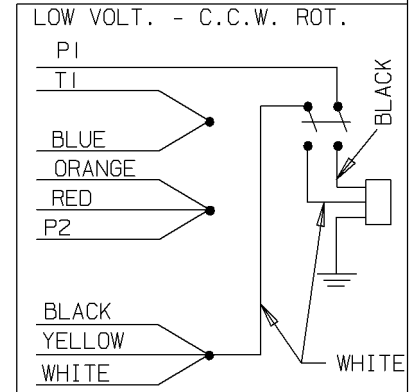 LOW VOLT. - C.C.W. ROT.
P1
T1
BLUE
ORANGE
RED
P2
BLACK
YELLOW
WHITE
BLACK
WHITE